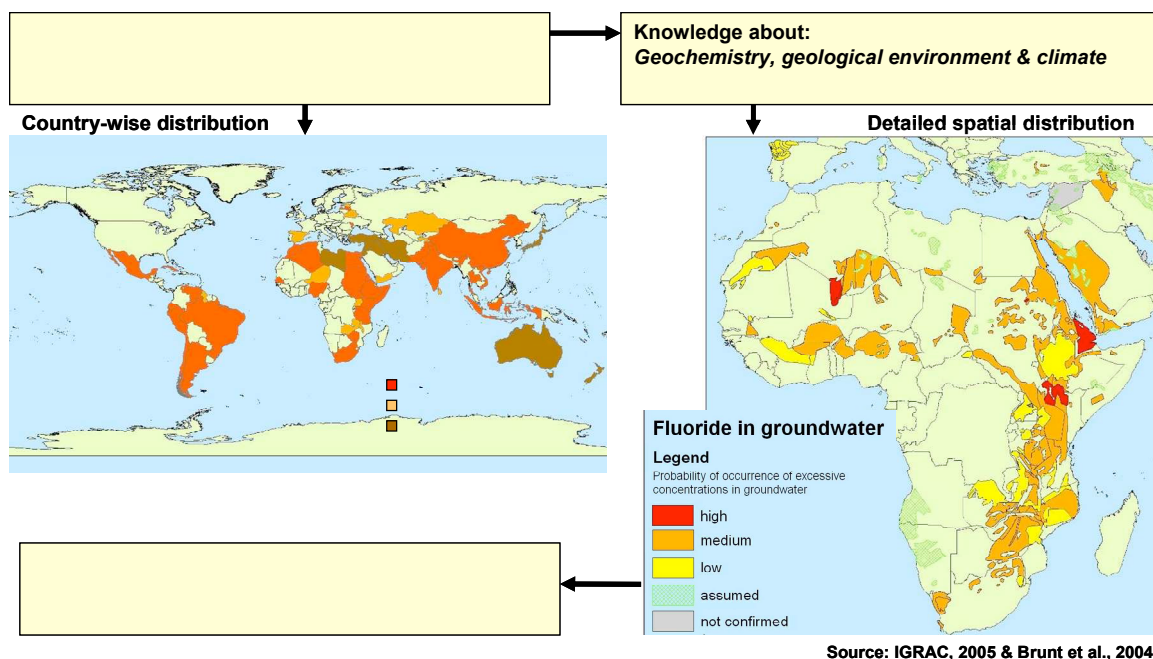 Knowledge about:
Geochemistry, geological environment & climate
Country-wise distribution
Detailed spatial distribution
Fluoride in groundwater
Legend
Probability of occurrence of excessive
concentrations in groundwater
high
medium
low
assumed
not confirmed
Source: IGRAC, 2005 & Brunt et al., 2004